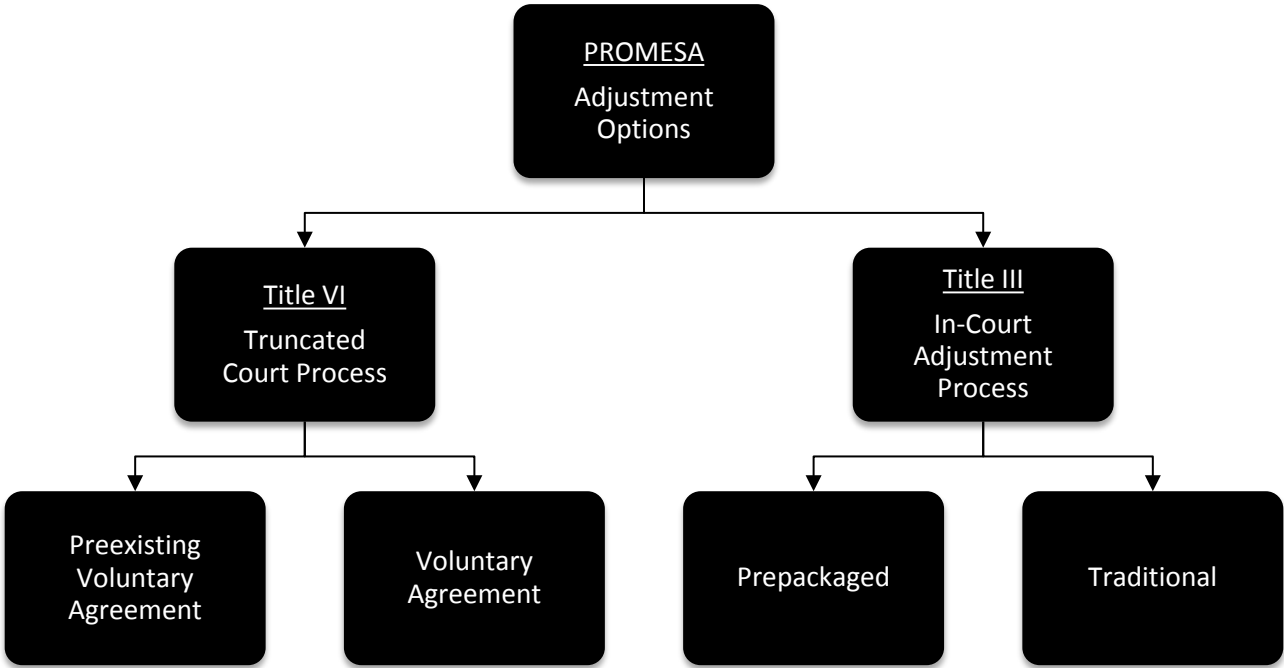 PROMESA
Adjustment
Options
Title VI
Truncated
Court Process
Title III
In-Court
Adjustment
Process
Preexisting
Voluntary
Agreement
Voluntary
Agreement
Prepackaged
Traditional